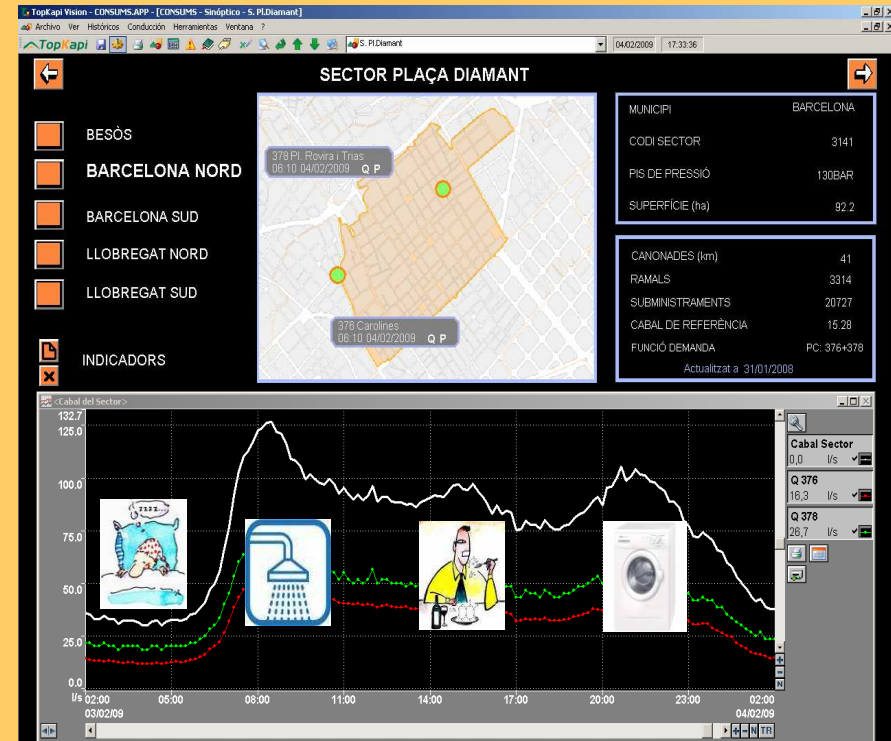 TopKapi Vision - CONSUMS.APP - [CONSUMS - Sinóptico - S. Pl.Diamant]
Archivo Ver Históricos Conducción Herramientas Ventana ?
TopKapi S. Pl.Diamant 04/02/2009 17:33:36
SECTOR PLAÇA DIAMANT
BESÒS
BARCELONA NORD
BARCELONA SUD
LLOBREGAT NORD
LLOBREGAT SUD
INDICADORS
378 Pl. Rovira i Trias
06:10 04/02/2009 Q P
376 Carolines
06:10 04/02/2009 Q P
MUNICIPI BARCELONA
CODI SECTOR 3141
PIS DE PRESSIÓ 130BAR
SUPERFÍCIE (ha) 92.2
CANONADES (km) 41
RAMALS 3314
SUBMINISTRAMENTS 20727
CABAL DE REFERÈNCIA 15.28
FUNCIÓ DEMANDA PC: 376+378
Actualitzat a 31/01/2008
<Cabal del Sector>
132.7
125.0
100.0
75.0
50.0
25.0
0.0
l/s 02:00 05:00 08:00 11:00 14:00 17:00 20:00 23:00 02:00
03/02/09 04/02/09
zzzz...
Cabal Sector
0,0 l/s
Q 376
16,3 l/s
Q 378
26,7 l/s
N
N TR